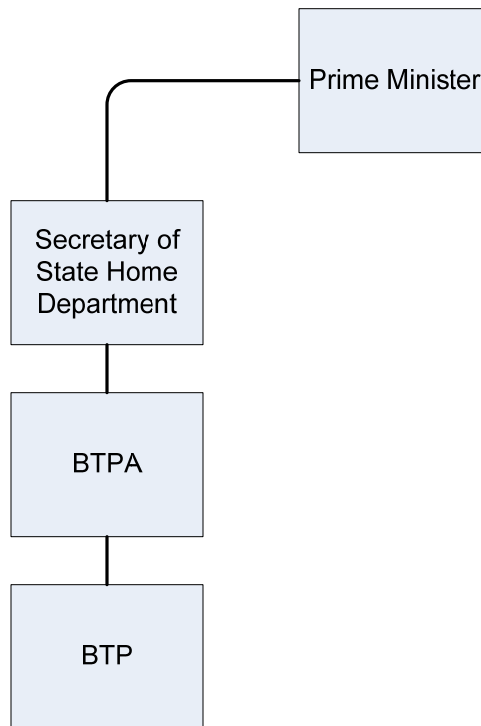 Prime Minister
Secretary of
State Home
Department
BTPA
BTP